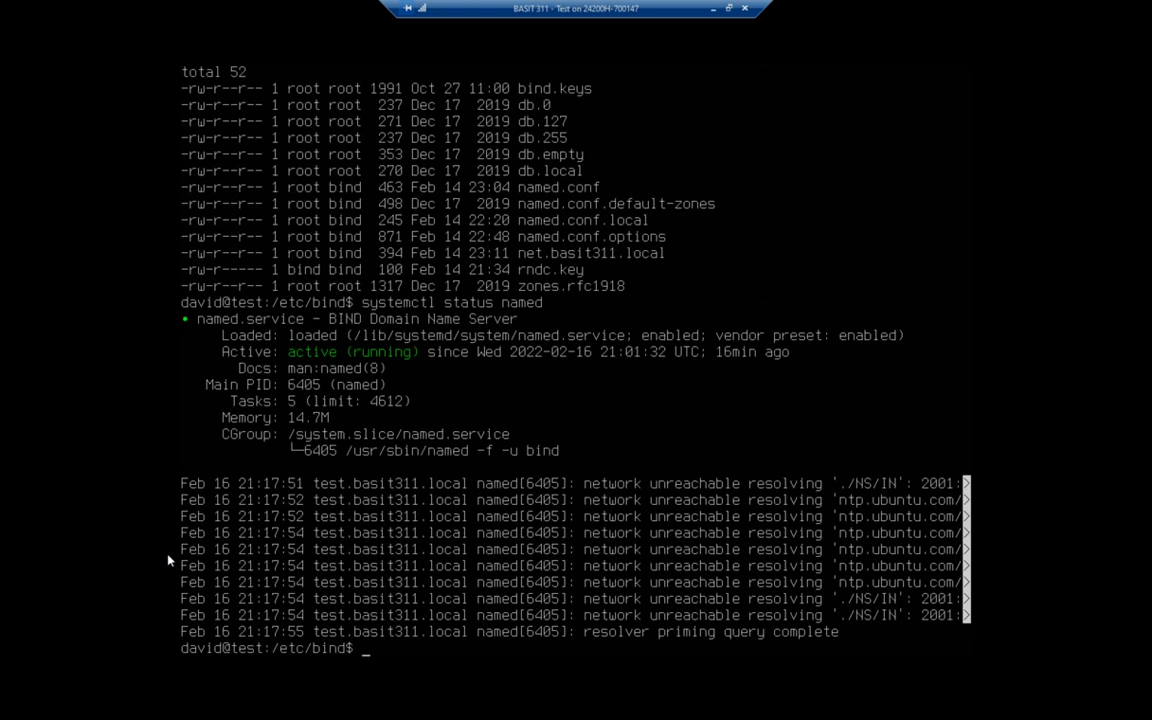 BASIT 311 - Test on 24200H-700147
total 52
-rw-r--r-- 1 root root 1991 Oct 27 11:00 bind.keys
-rw-r--r-- 1 root root  237 Dec 17  2019 db.0
-rw-r--r-- 1 root root  271 Dec 17  2019 db.127
-rw-r--r-- 1 root root  237 Dec 17  2019 db.255
-rw-r--r-- 1 root root  353 Dec 17  2019 db.empty
-rw-r--r-- 1 root root  270 Dec 17  2019 db.local
-rw-r--r-- 1 root bind  463 Feb 14 23:04 named.conf
-rw-r--r-- 1 root bind  498 Dec 17  2019 named.conf.default-zones
-rw-r--r-- 1 root bind  245 Feb 14 22:20 named.conf.local
-rw-r--r-- 1 root bind  871 Feb 14 22:48 named.conf.options
-rw-r--r-- 1 root bind  394 Feb 14 23:11 net.basit311.local
-rw-r----- 1 bind bind  100 Feb 14 21:34 rndc.key
-rw-r--r-- 1 root root 1317 Dec 17  2019 zones.rfc1918
david@test:/etc/bind$ systemctl status named
• named.service - BIND Domain Name Server
Loaded: loaded (/lib/systemd/system/named.service; enabled; vendor preset: enabled)
Active: active (running) since Wed 2022-02-16 21:01:32 UTC; 16min ago
Docs: man:named(8)
Main PID: 6405 (named)
Tasks: 5 (limit: 4612)
Memory: 14.7M
CGroup: /system.slice/named.service
└─6405 /usr/sbin/named -f -u bind
Feb 16 21:17:51 test.basit311.local named[6405]: network unreachable resolving './NS/IN': 2001:>
Feb 16 21:17:52 test.basit311.local named[6405]: network unreachable resolving 'ntp.ubuntu.com/>
Feb 16 21:17:52 test.basit311.local named[6405]: network unreachable resolving 'ntp.ubuntu.com/>
Feb 16 21:17:54 test.basit311.local named[6405]: network unreachable resolving 'ntp.ubuntu.com/>
Feb 16 21:17:54 test.basit311.local named[6405]: network unreachable resolving 'ntp.ubuntu.com/>
Feb 16 21:17:54 test.basit311.local named[6405]: network unreachable resolving 'ntp.ubuntu.com/>
Feb 16 21:17:54 test.basit311.local named[6405]: network unreachable resolving 'ntp.ubuntu.com/>
Feb 16 21:17:54 test.basit311.local named[6405]: network unreachable resolving './NS/IN': 2001:>
Feb 16 21:17:54 test.basit311.local named[6405]: network unreachable resolving './NS/IN': 2001:>
Feb 16 21:17:55 test.basit311.local named[6405]: resolver priming query complete
david@test:/etc/bind$ _